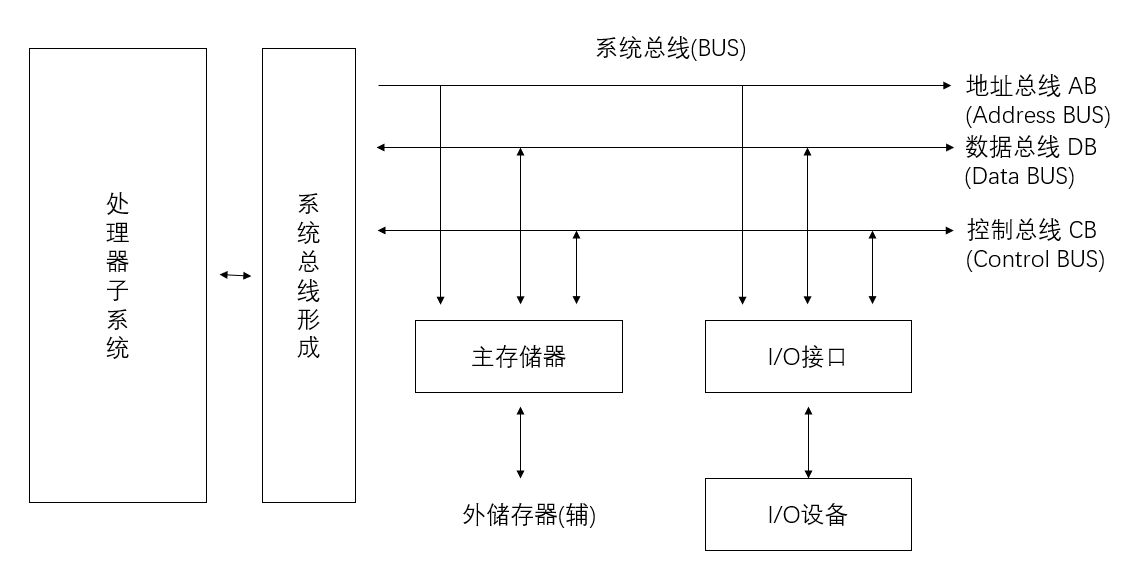 系统总线(BUS)
地址总线 AB
(Address BUS)
数据总线 DB
(Data BUS)
控制总线 CB
(Control BUS)
处理器子系统
系统总线形成
主存储器
I/O接口
外储存器(辅)
I/O设备